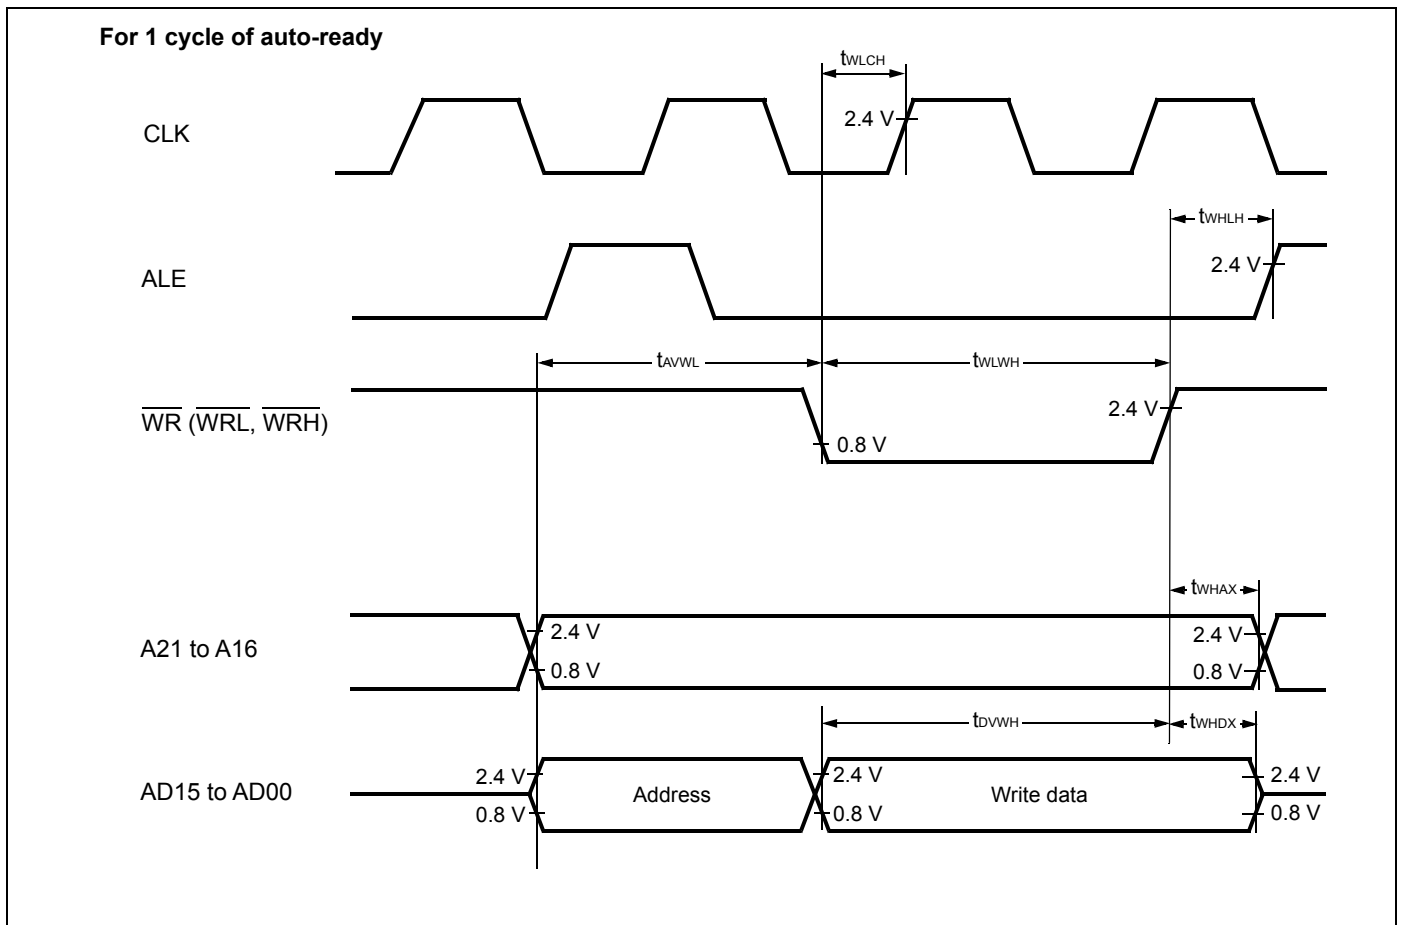 For 1 cycle of auto-ready
tWLCH
CLK
2.4 V
tWHLH
ALE
2.4 V
tAVWL
tWLWH
WR (WRL, WRH)
2.4 V
0.8 V
tWHAX
A21 to A16
2.4 V
2.4 V
0.8 V
0.8 V
tDVWH
tWHDX
AD15 to AD00
2.4 V
2.4 V
2.4 V
Address
Write data
0.8 V
0.8 V
0.8 V